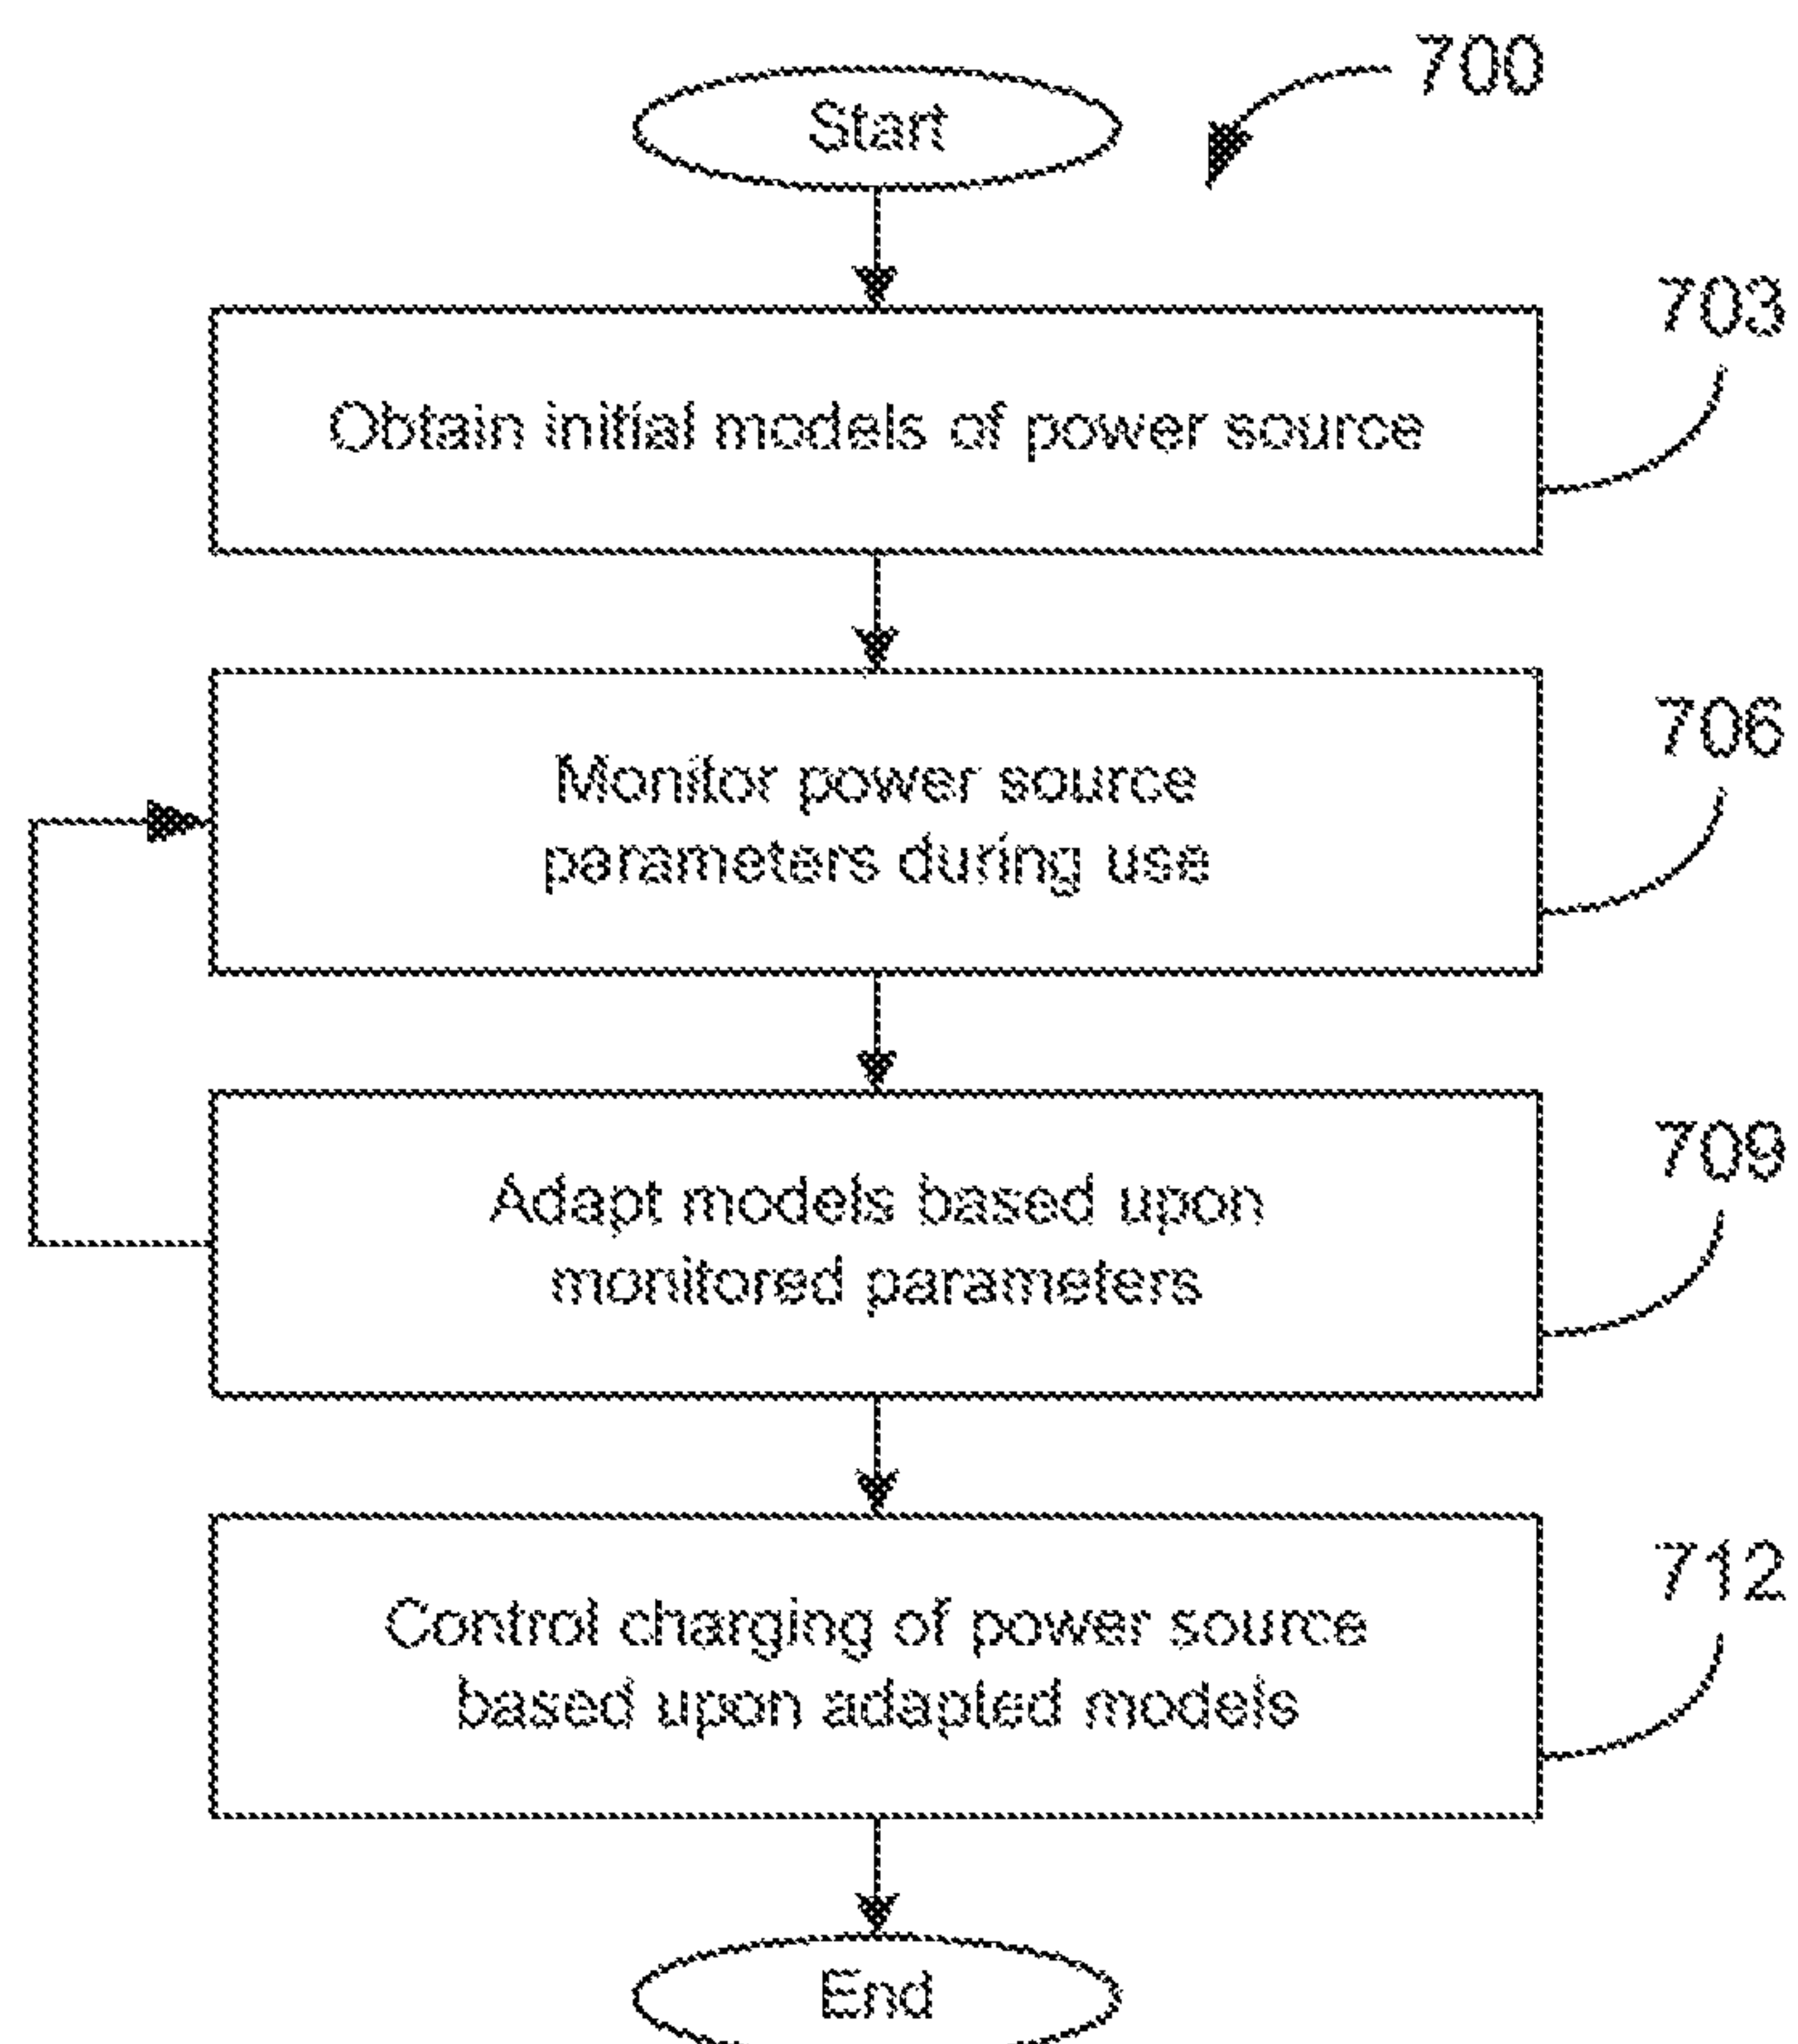 700
Start
703
Obtain initial models of power source
706
Monitor power source
parameters during use
709
Adapt models based upon
monitored parameters
712
Control charging of power source
based upon adapted models
End